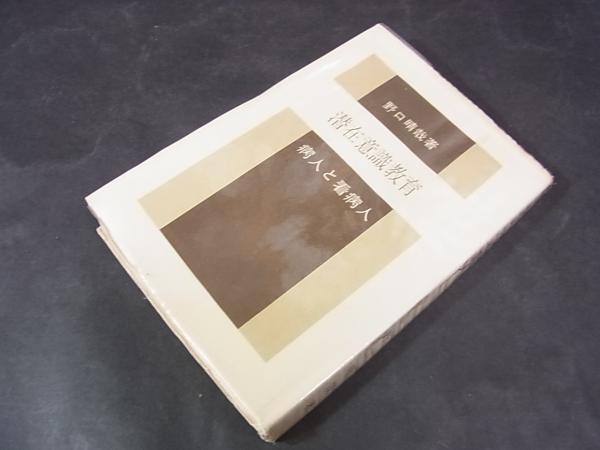 野口晴哉著
潜在意識教育
病人と看病人